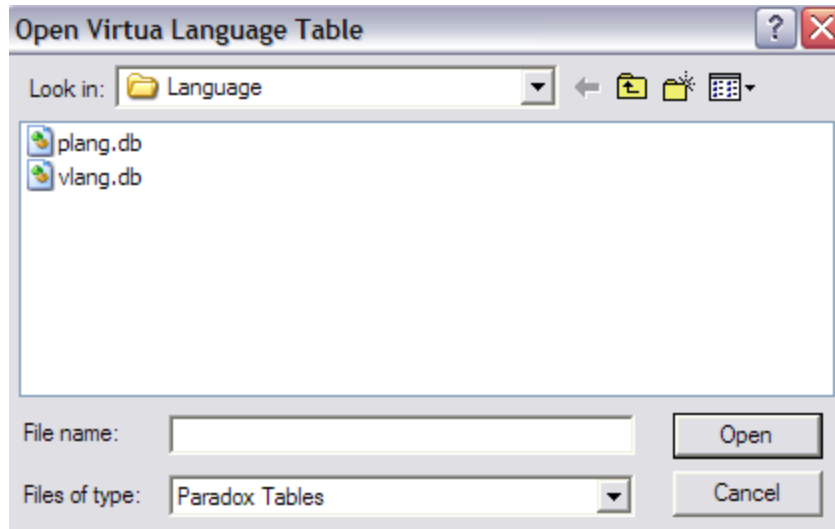 Open Virtua Language Table
?
Look in: Language
plang.db
vlang.db
File name:
Open
Files of type: Paradox Tables
Cancel